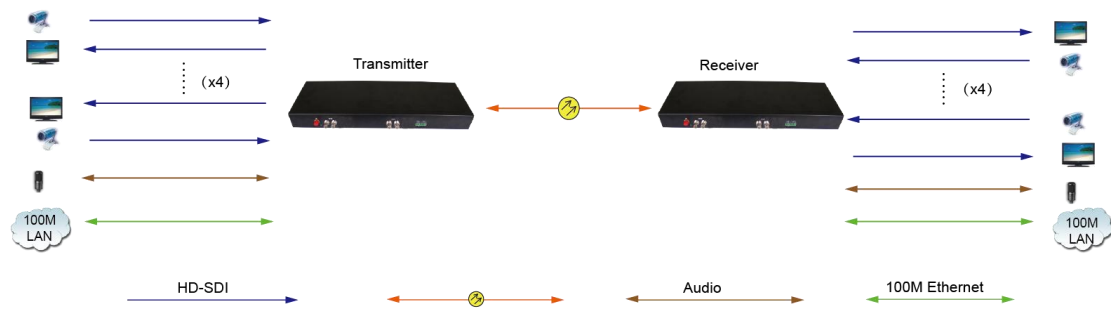 Transmitter
Receiver
(x4)
(x4)
100M
LAN
100M
LAN
HD-SDI
Audio
100M Ethernet